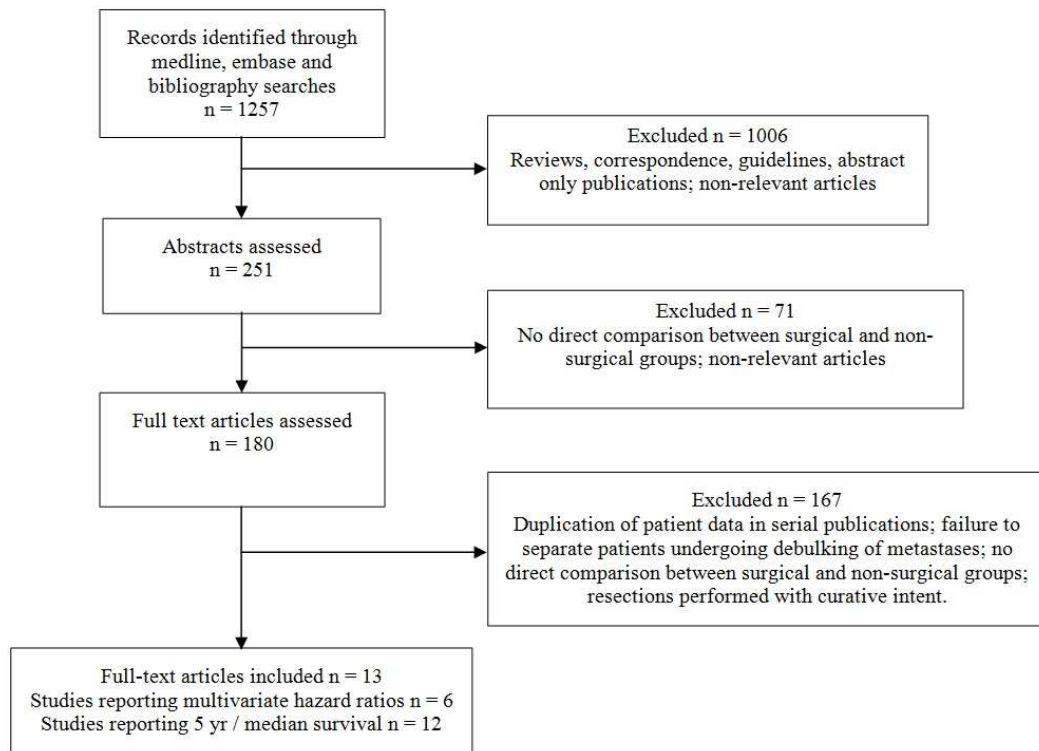 Records identified through
medline, embase and
bibliography searches
n = 1257
Excluded n = 1006
Reviews, correspondence, guidelines, abstract
only publications; non-relevant articles
Abstracts assessed
n = 251
Excluded n = 71
No direct comparison between surgical and non-
surgical groups; non-relevant articles
Full text articles assessed
n = 180
Excluded n = 167
Duplication of patient data in serial publications; failure to
separate patients undergoing debulking of metastases; no
direct comparison between surgical and non-surgical groups;
resections performed with curative intent.
Full-text articles included n = 13
Studies reporting multivariate hazard ratios n = 6
Studies reporting 5 yr / median survival n = 12